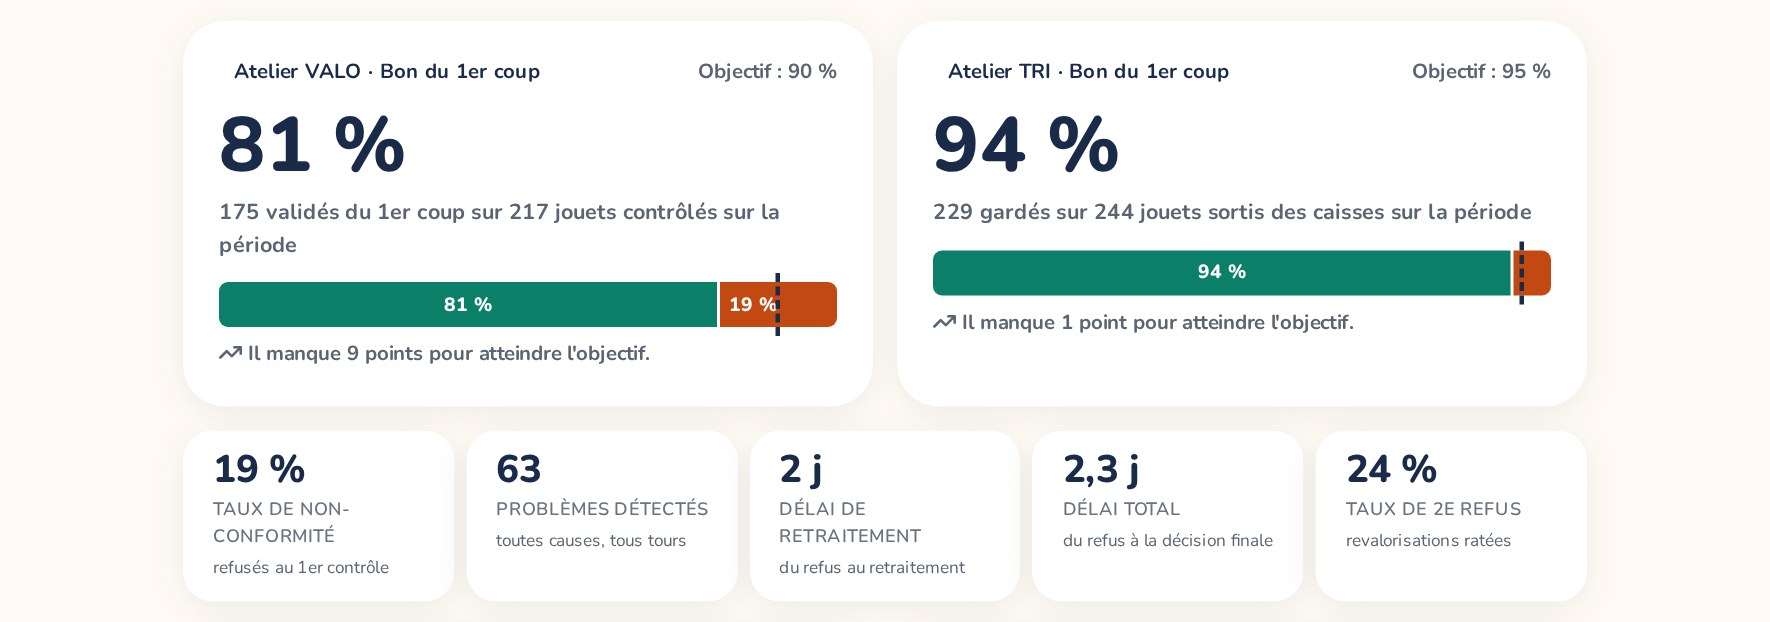 Atelier VALO · Bon du 1er coup
Objectif : 90 %
81 %
175 validés du 1er coup sur 217 jouets contrôlés sur la
période
81 %
19 %
Il manque 9 points pour atteindre l'objectif.
Atelier TRI · Bon du 1er coup
Objectif : 95 %
94 %
229 gardés sur 244 jouets sortis des caisses sur la période
94 %
Il manque 1 point pour atteindre l'objectif.
19 %
TAUX DE NON-
CONFORMITÉ
refusés au 1er contrôle
63
PROBLÈMES DÉTECTÉS
toutes causes, tous tours
2 j
DÉLAI DE
RETRAITEMENT
du refus au retraitement
2,3 j
DÉLAI TOTAL
du refus à la décision finale
24 %
TAUX DE 2E REFUS
revalorisations ratées